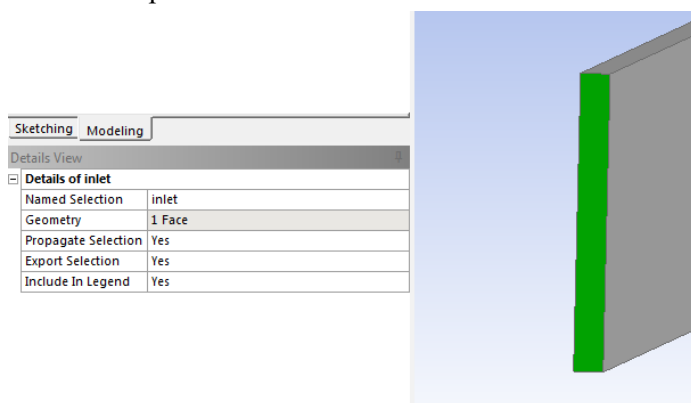 Sketching Modeling
Details View
Details of inlet
Named Selection inlet
Geometry 1 Face
Propagate Selection Yes
Export Selection Yes
Include In Legend Yes